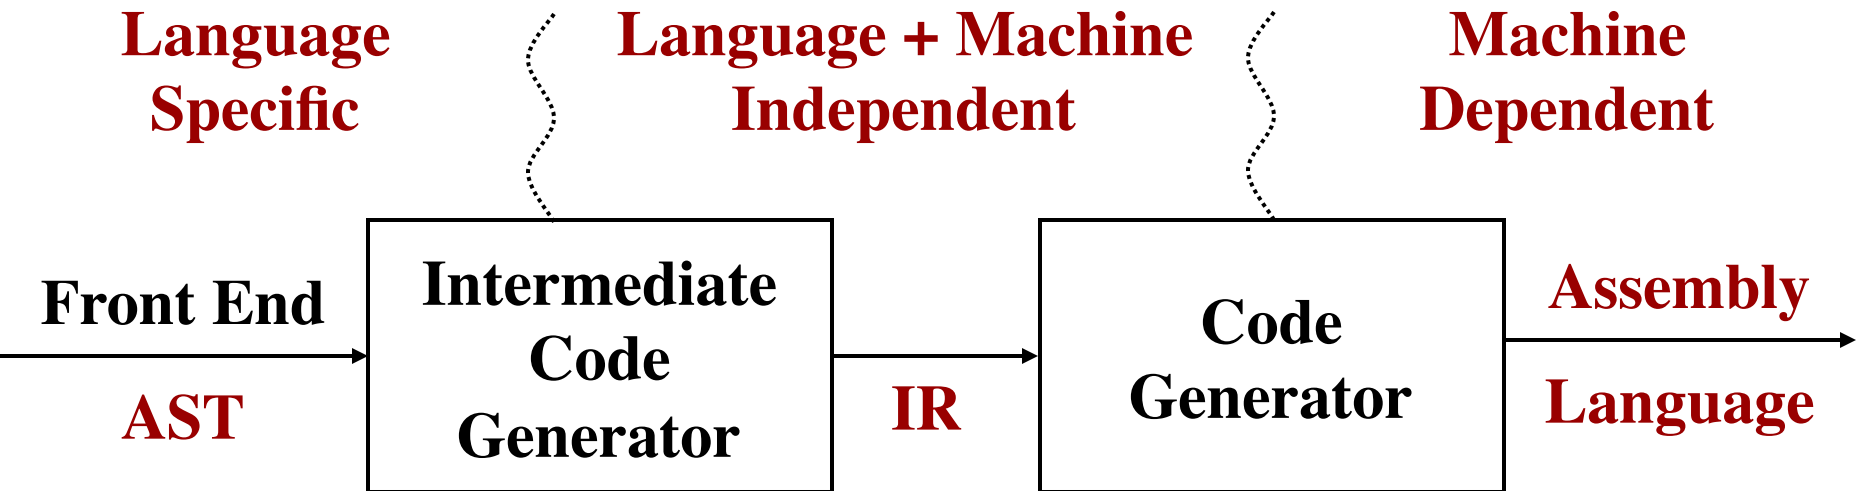 Language
Specific
Language + Machine
Independent
Machine
Dependent
Front End
AST
Intermediate
Code
Generator
IR
Code
Generator
Assembly
Language